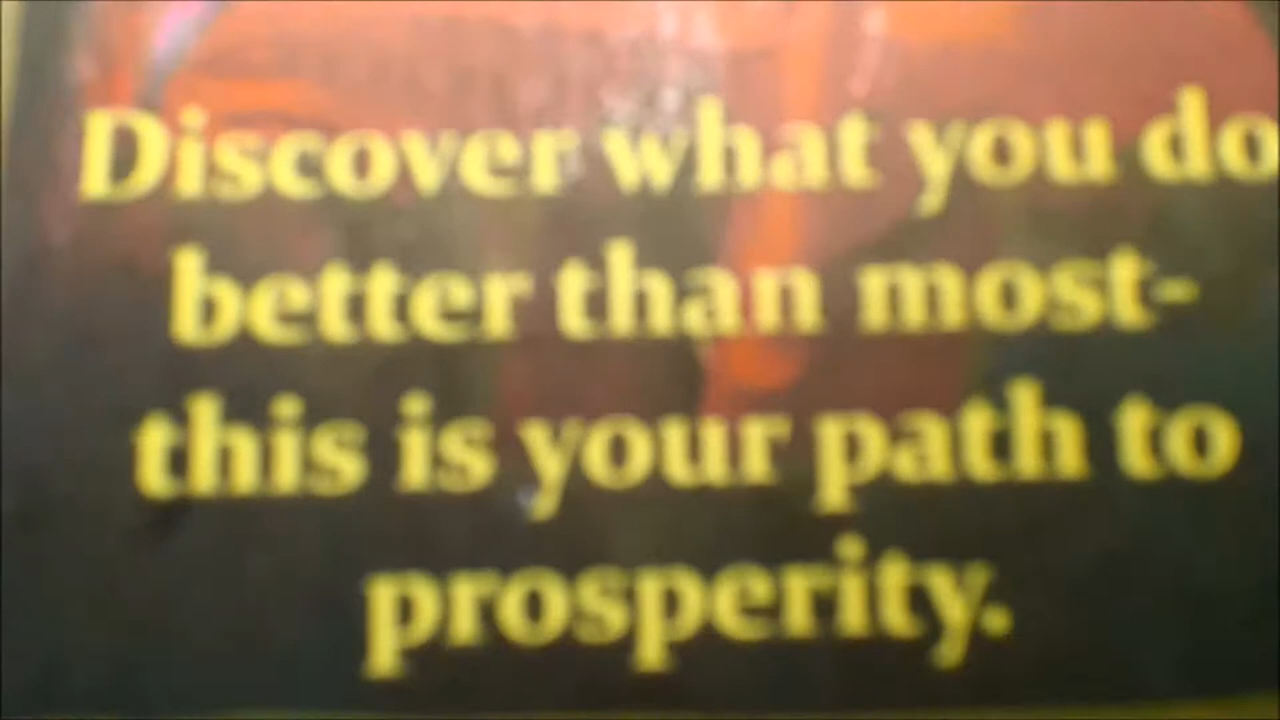 Discover what you do
better than most-
this is your path to
prosperity.